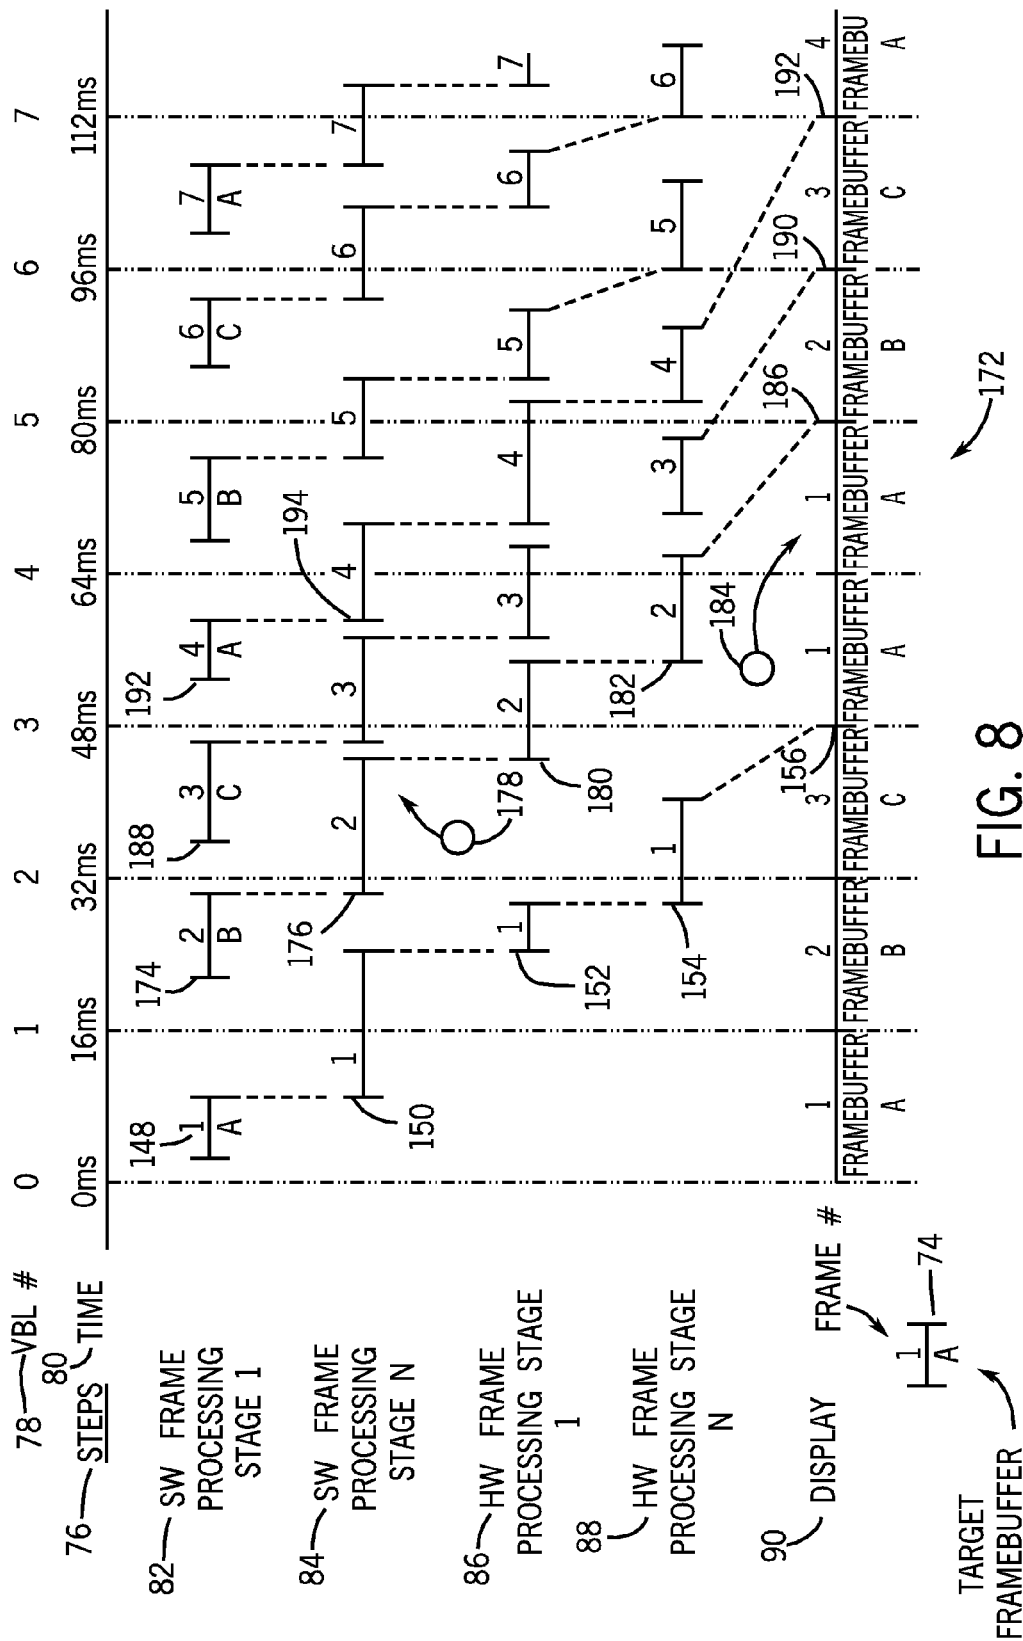 78 VBL # 0 1 2 3 4 5 6 7
76 STEPS 80 TIME 0ms 16ms 32ms 48ms 64ms 80ms 96ms 112ms
82 SW FRAME
PROCESSING
STAGE 1
148 1 174 2 188 3 192 4 5 6 7
A B C A B C A
84 SW FRAME
PROCESSING
STAGE N
1 2 3 4 5 6 7
150 176 178 194
86 HW FRAME
PROCESSING STAGE
1
1 2 3 4 5 6 7
152 180
88 HW FRAME
PROCESSING STAGE
N
1 2 3 4 5 6
154 182 184
156 186 190 192
90 DISPLAY
FRAME #
1 2 3 1 1 2 3 4
FRAMEBUFFER FRAMEBUFFER FRAMEBUFFER FRAMEBUFFER FRAMEBUFFER FRAMEBUFFER FRAMEBUFFER FRAMEBU
A B C A A B C A
1
A
74
TARGET
FRAMEBUFFER
172
FIG. 8